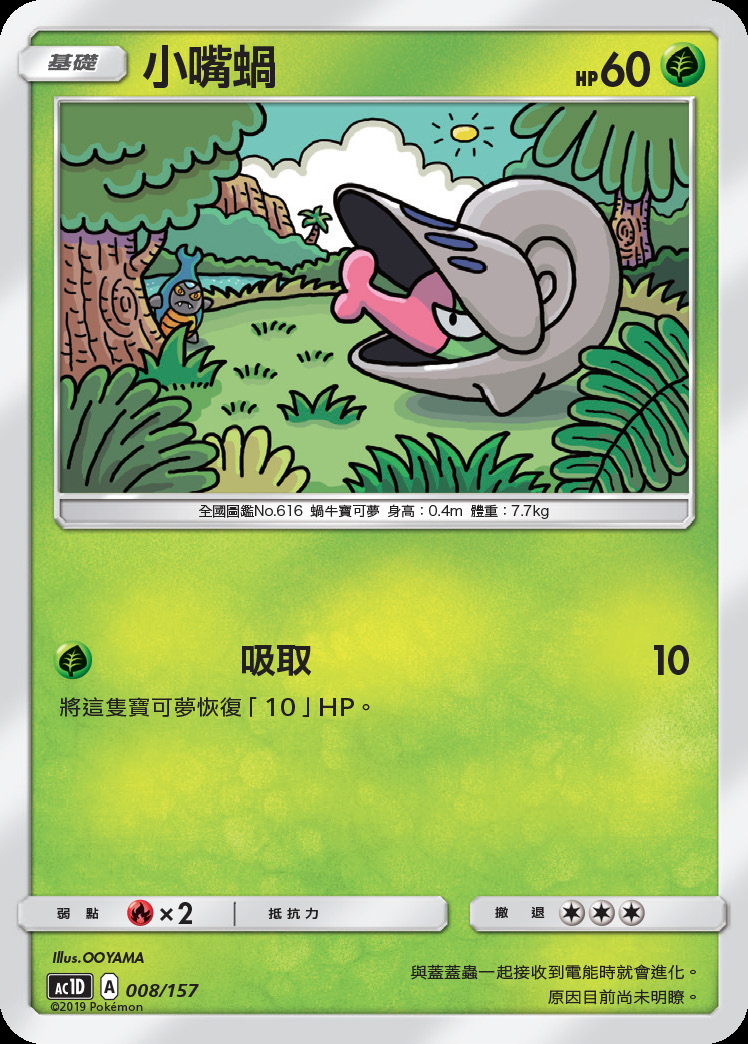 基礎
小嘴蝸
HP60
全國圖鑑No.616 蝸牛寶可夢 身高：0.4m 體重：7.7kg
吸取 10
將這隻寶可夢恢復「10」HP。
弱點 ×2 抵抗力 撤退
Illus.OOYAMA
與蓋蓋蟲一起接收到電能時就會進化。
AC1D A 008/157
原因目前尚未明瞭。
©2019 Pokémon